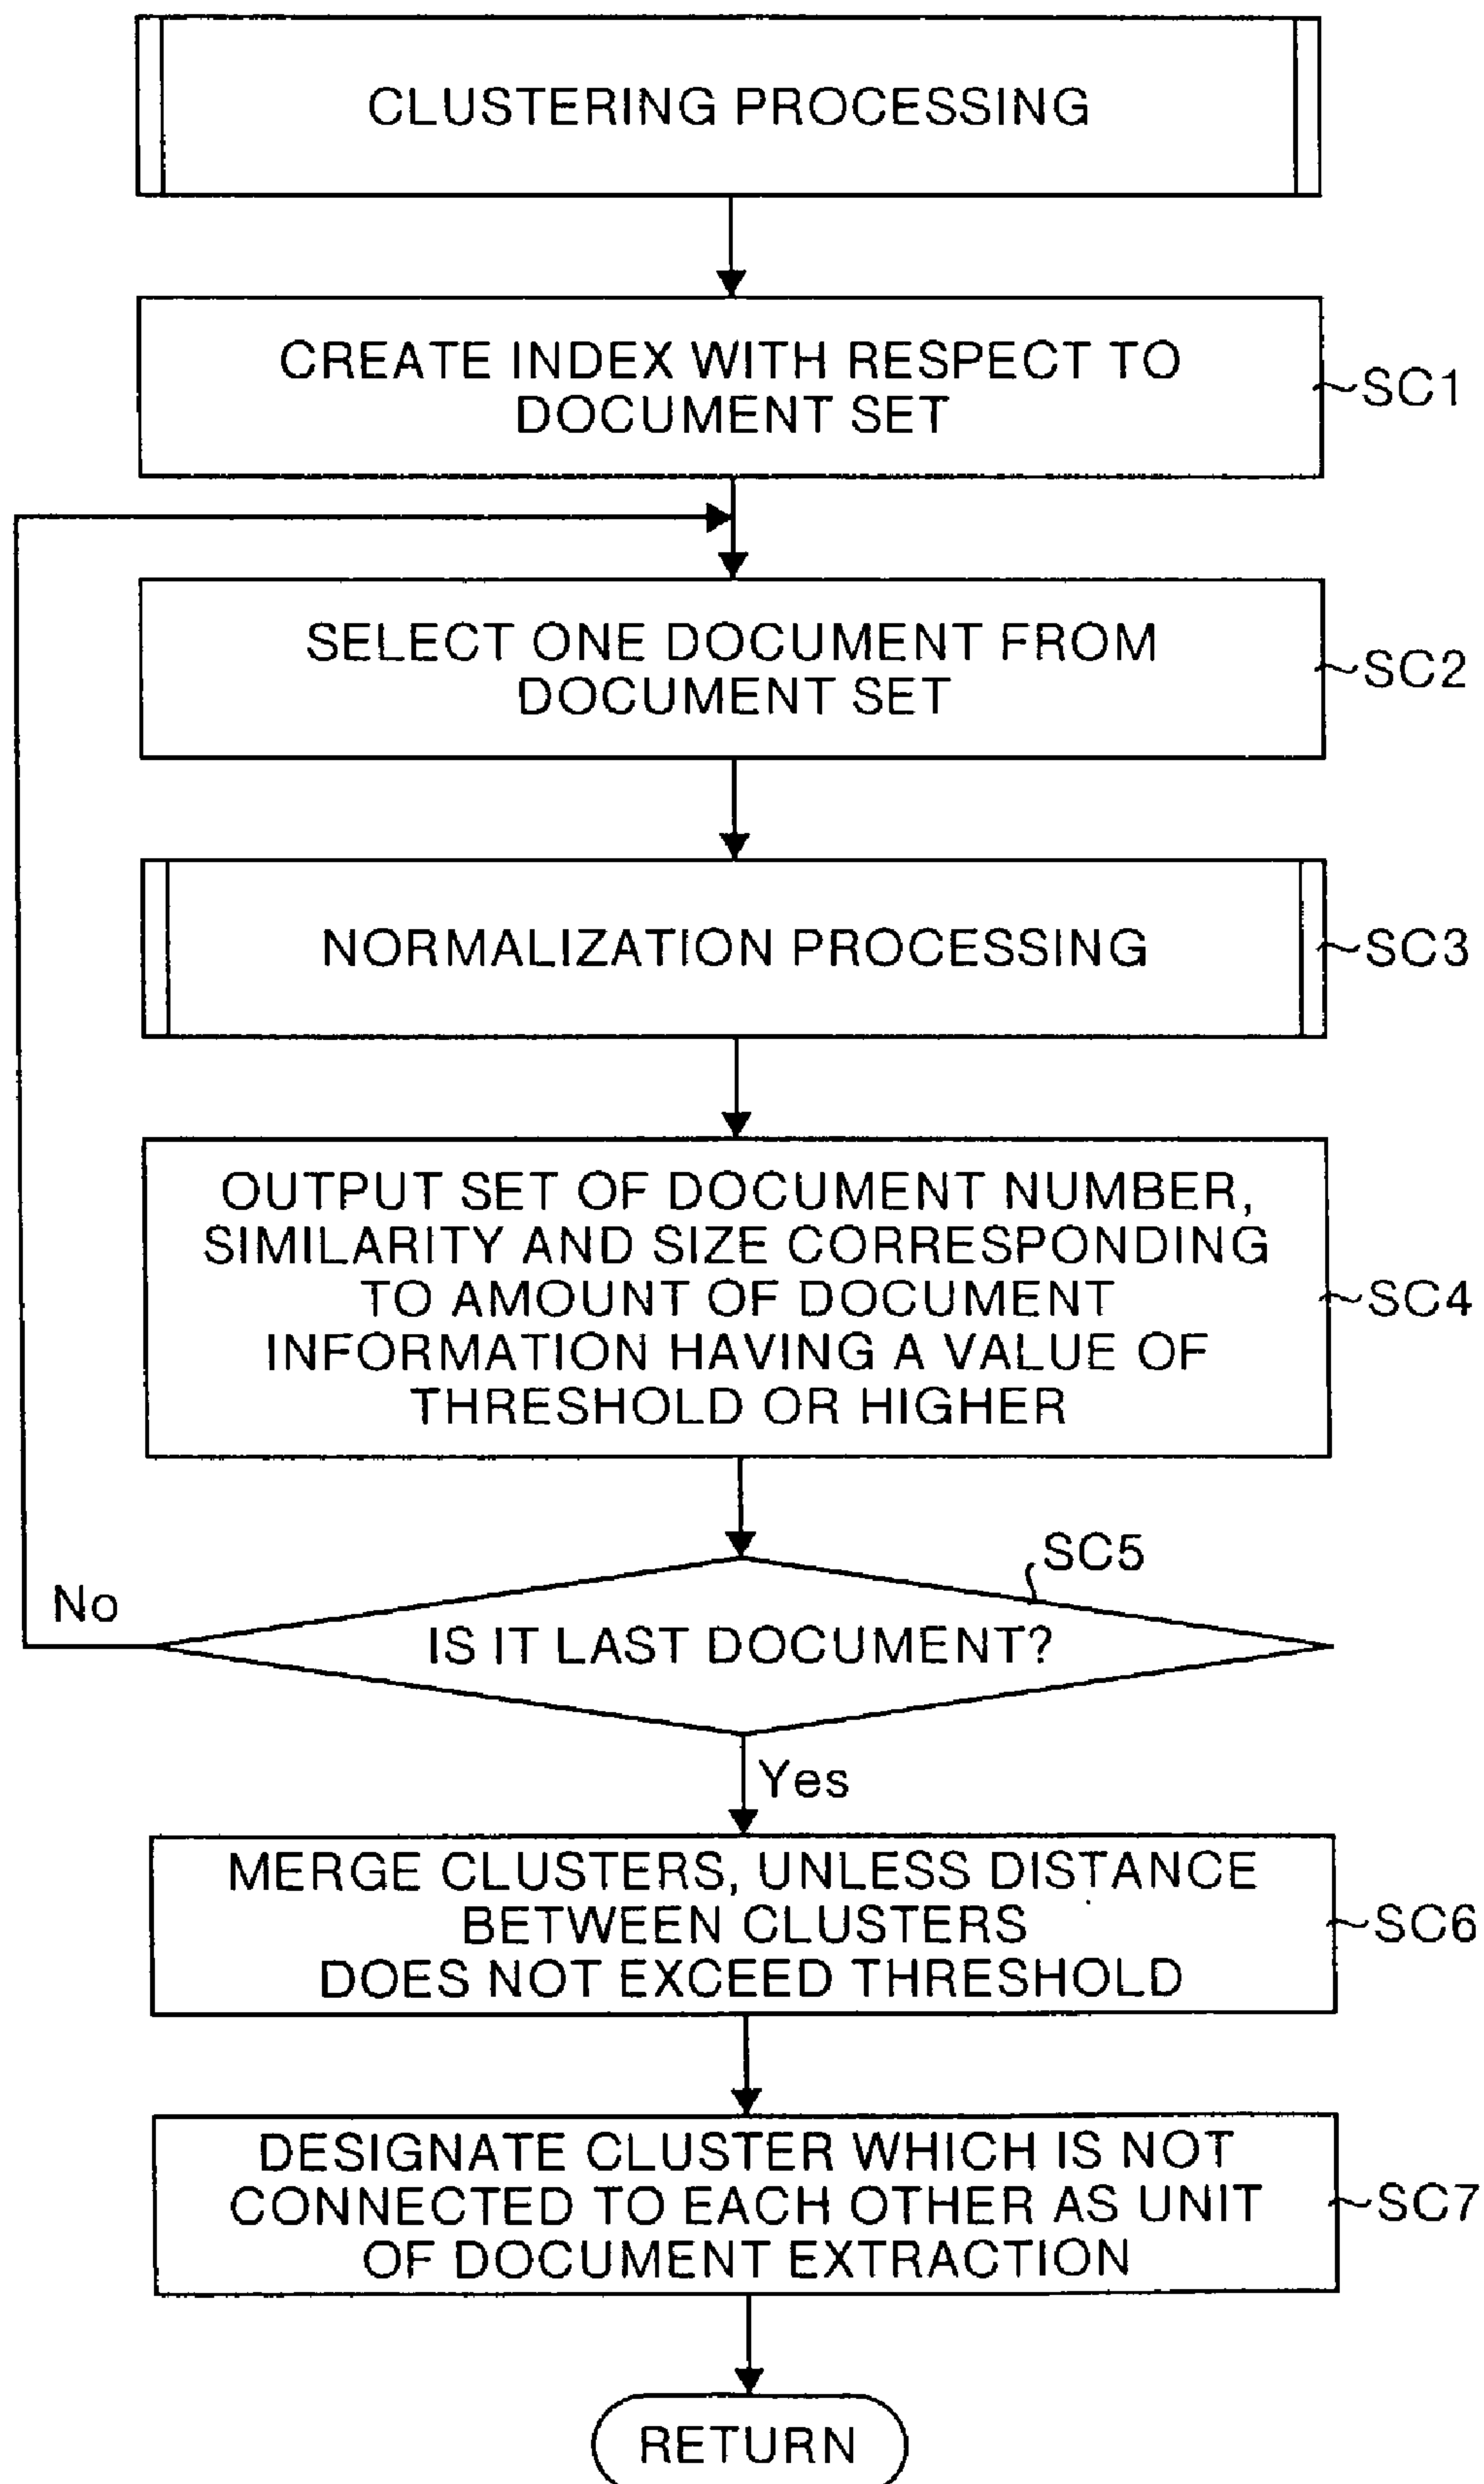 CLUSTERING PROCESSING
CREATE INDEX WITH RESPECT TO
DOCUMENT SET
SC1
SELECT ONE DOCUMENT FROM
DOCUMENT SET
SC2
NORMALIZATION PROCESSING
SC3
OUTPUT SET OF DOCUMENT NUMBER,
SIMILARITY AND SIZE CORRESPONDING
TO AMOUNT OF DOCUMENT
INFORMATION HAVING A VALUE OF
THRESHOLD OR HIGHER
SC4
SC5
No
IS IT LAST DOCUMENT?
Yes
MERGE CLUSTERS, UNLESS DISTANCE
BETWEEN CLUSTERS
DOES NOT EXCEED THRESHOLD
SC6
DESIGNATE CLUSTER WHICH IS NOT
CONNECTED TO EACH OTHER AS UNIT
OF DOCUMENT EXTRACTION
SC7
RETURN